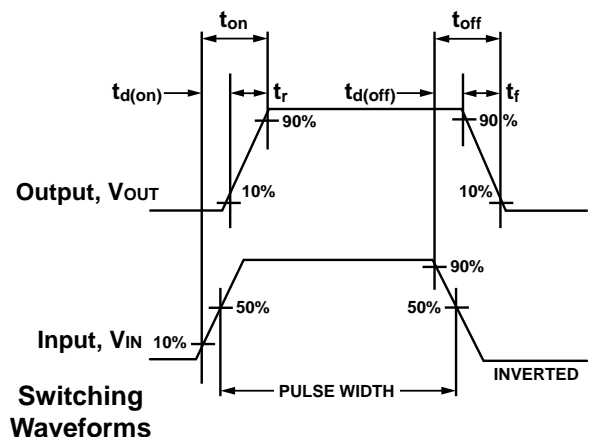 ton toff
td(on) tr td(off) tf
90% 90%
Output, VOUT 10% 10%
90%
50% 50%
Input, VIN 10%
INVERTED
PULSE WIDTH
Switching
Waveforms